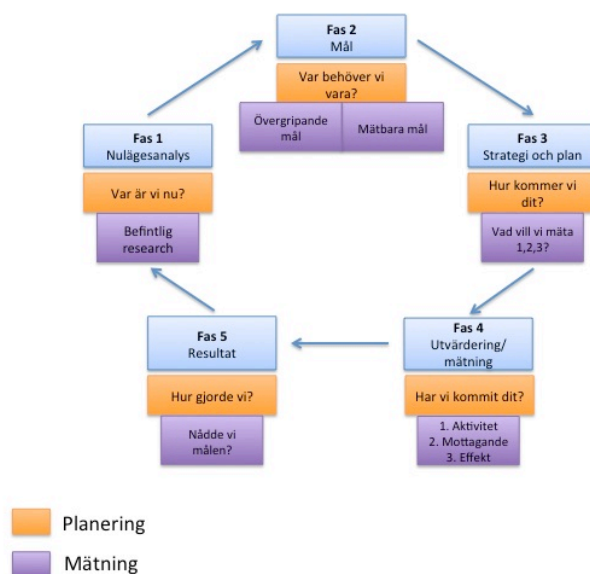 Fas 1
Nulägesanalys
Var är vi nu?
Befintlig
research
Fas 2
Mål
Var behöver vi
vara?
Övergripande
mål
Mätbara mål
Fas 3
Strategi och plan
Hur kommer vi
dit?
Vad vill vi mäta
1,2,3?
Fas 4
Utvärdering/
mätning
Har vi kommit dit?
1. Aktivitet
2. Mottagande
3. Effekt
Fas 5
Resultat
Hur gjorde vi?
Nådde vi
målen?
Planering
Mätning